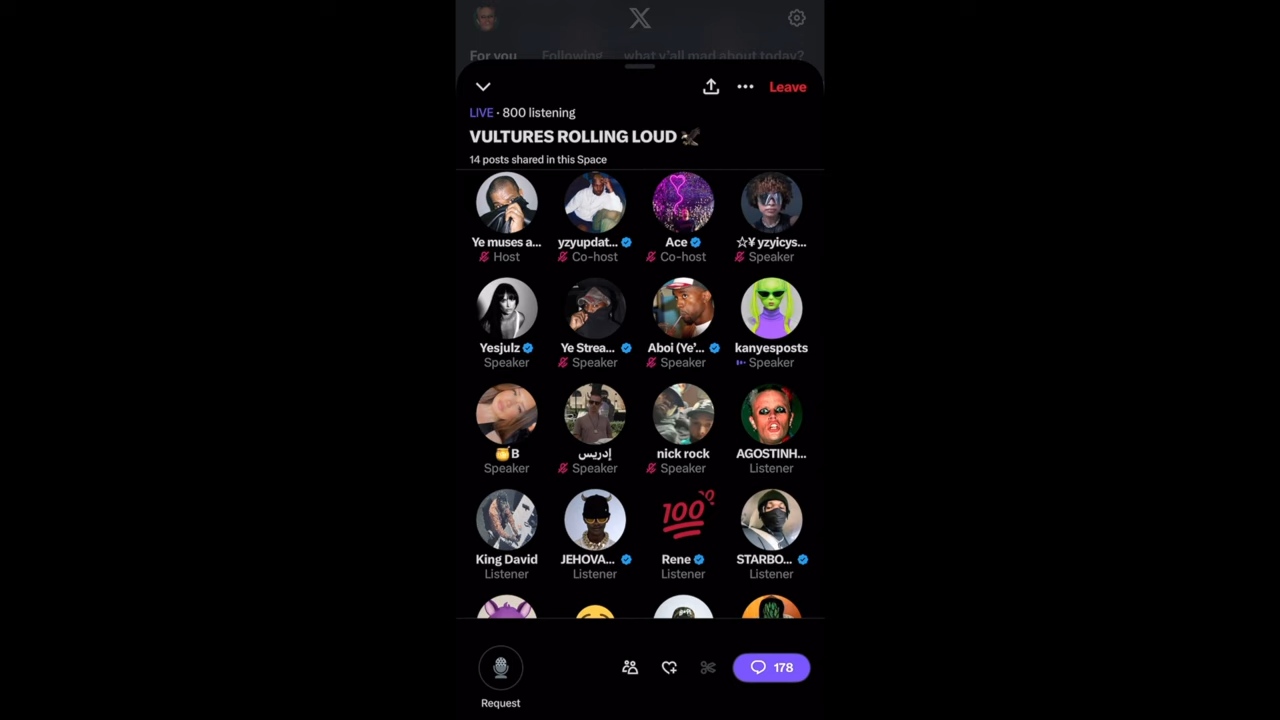 For you Following what y'all mad about today?
Leave
LIVE · 800 listening
VULTURES ROLLING LOUD
14 posts shared in this Space
Ye muses a... yzyupdat... Ace ☆¥ yzyicys...
Host Co-host Co-host Speaker
Yesjulz Ye Strea... Aboi (Ye'... kanyesposts
Speaker Speaker Speaker Speaker
🍯B إدريس nick rock AGOSTINH...
Speaker Speaker Speaker Listener
100
King David JEHOVA... Rene STARBO...
Listener Listener Listener Listener
178
Request